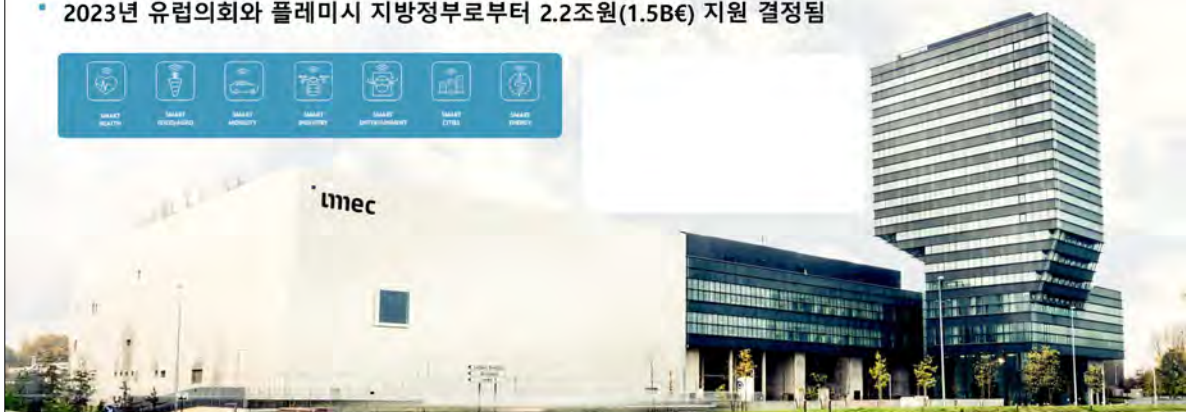 2023년 유럽의회와 플레미시 지방정부로부터 2.2조원(1.5B€) 지원 결정됨
SMART HEALTH
SMART MOBILITY
SMART INDUSTRY
SMART ENTERTAINMENT
SMART CITIES
SMART ENERGY
imec